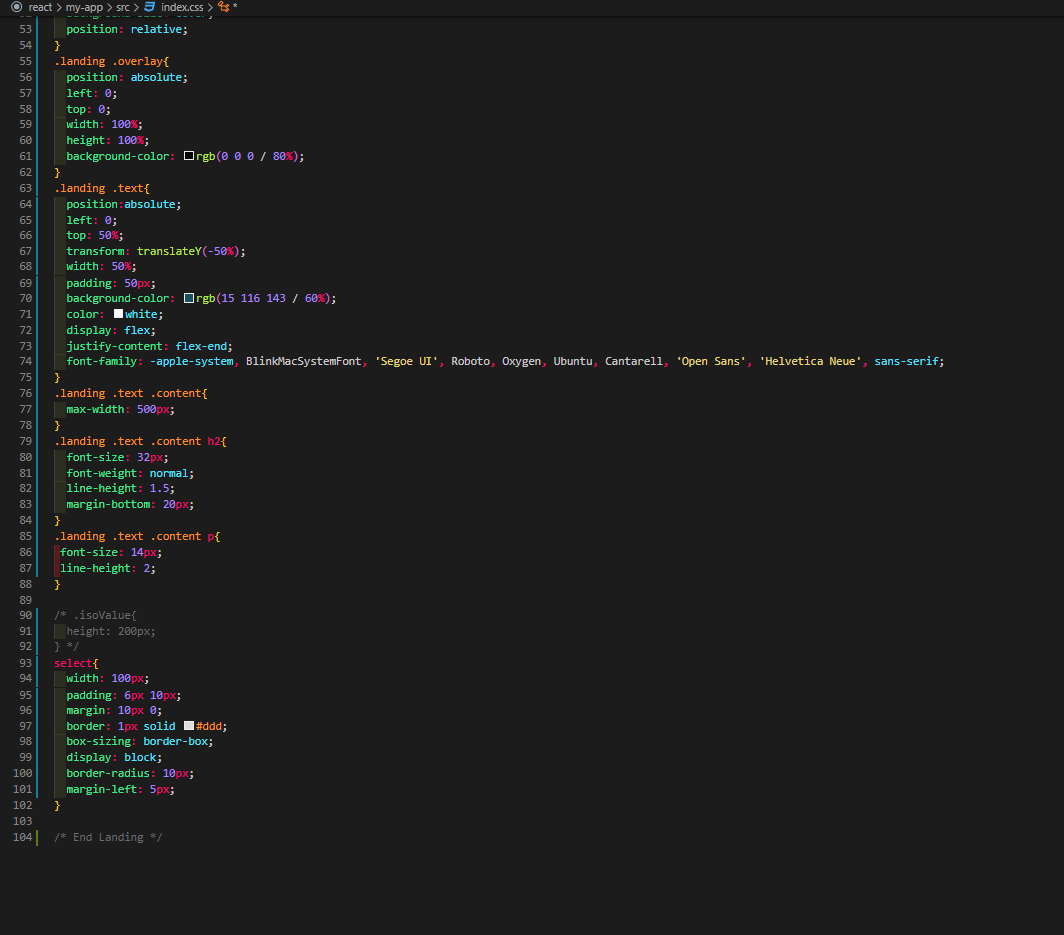 react > my-app > src > index.css > *
53 position: relative;
54 }
55 .landing .overlay{
56 position: absolute;
57 left: 0;
58 top: 0;
59 width: 100%;
60 height: 100%;
61 background-color: rgb(0 0 0 / 80%);
62 }
63 .landing .text{
64 position:absolute;
65 left: 0;
66 top: 50%;
67 transform: translateY(-50%);
68 width: 50%;
69 padding: 50px;
70 background-color: rgb(15 116 143 / 60%);
71 color: white;
72 display: flex;
73 justify-content: flex-end;
74 font-family: -apple-system, BlinkMacSystemFont, 'Segoe UI', Roboto, Oxygen, Ubuntu, Cantarell, 'Open Sans', 'Helvetica Neue', sans-serif;
75 }
76 .landing .text .content{
77 max-width: 500px;
78 }
79 .landing .text .content h2{
80 font-size: 32px;
81 font-weight: normal;
82 line-height: 1.5;
83 margin-bottom: 20px;
84 }
85 .landing .text .content p{
86 font-size: 14px;
87 line-height: 2;
88 }
89
90 /* .isoValue{
91 height: 200px;
92 } */
93 select{
94 width: 100px;
95 padding: 6px 10px;
96 margin: 10px 0;
97 border: 1px solid #ddd;
98 box-sizing: border-box;
99 display: block;
100 border-radius: 10px;
101 margin-left: 5px;
102 }
103
104 /* End Landing */